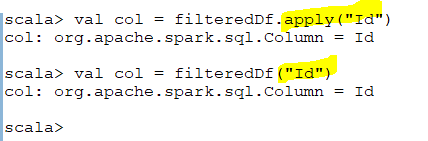 scala> val col = filteredDf.apply("Id")
col: org.apache.spark.sql.Column = Id
scala> val col = filteredDf("Id")
col: org.apache.spark.sql.Column = Id
scala>